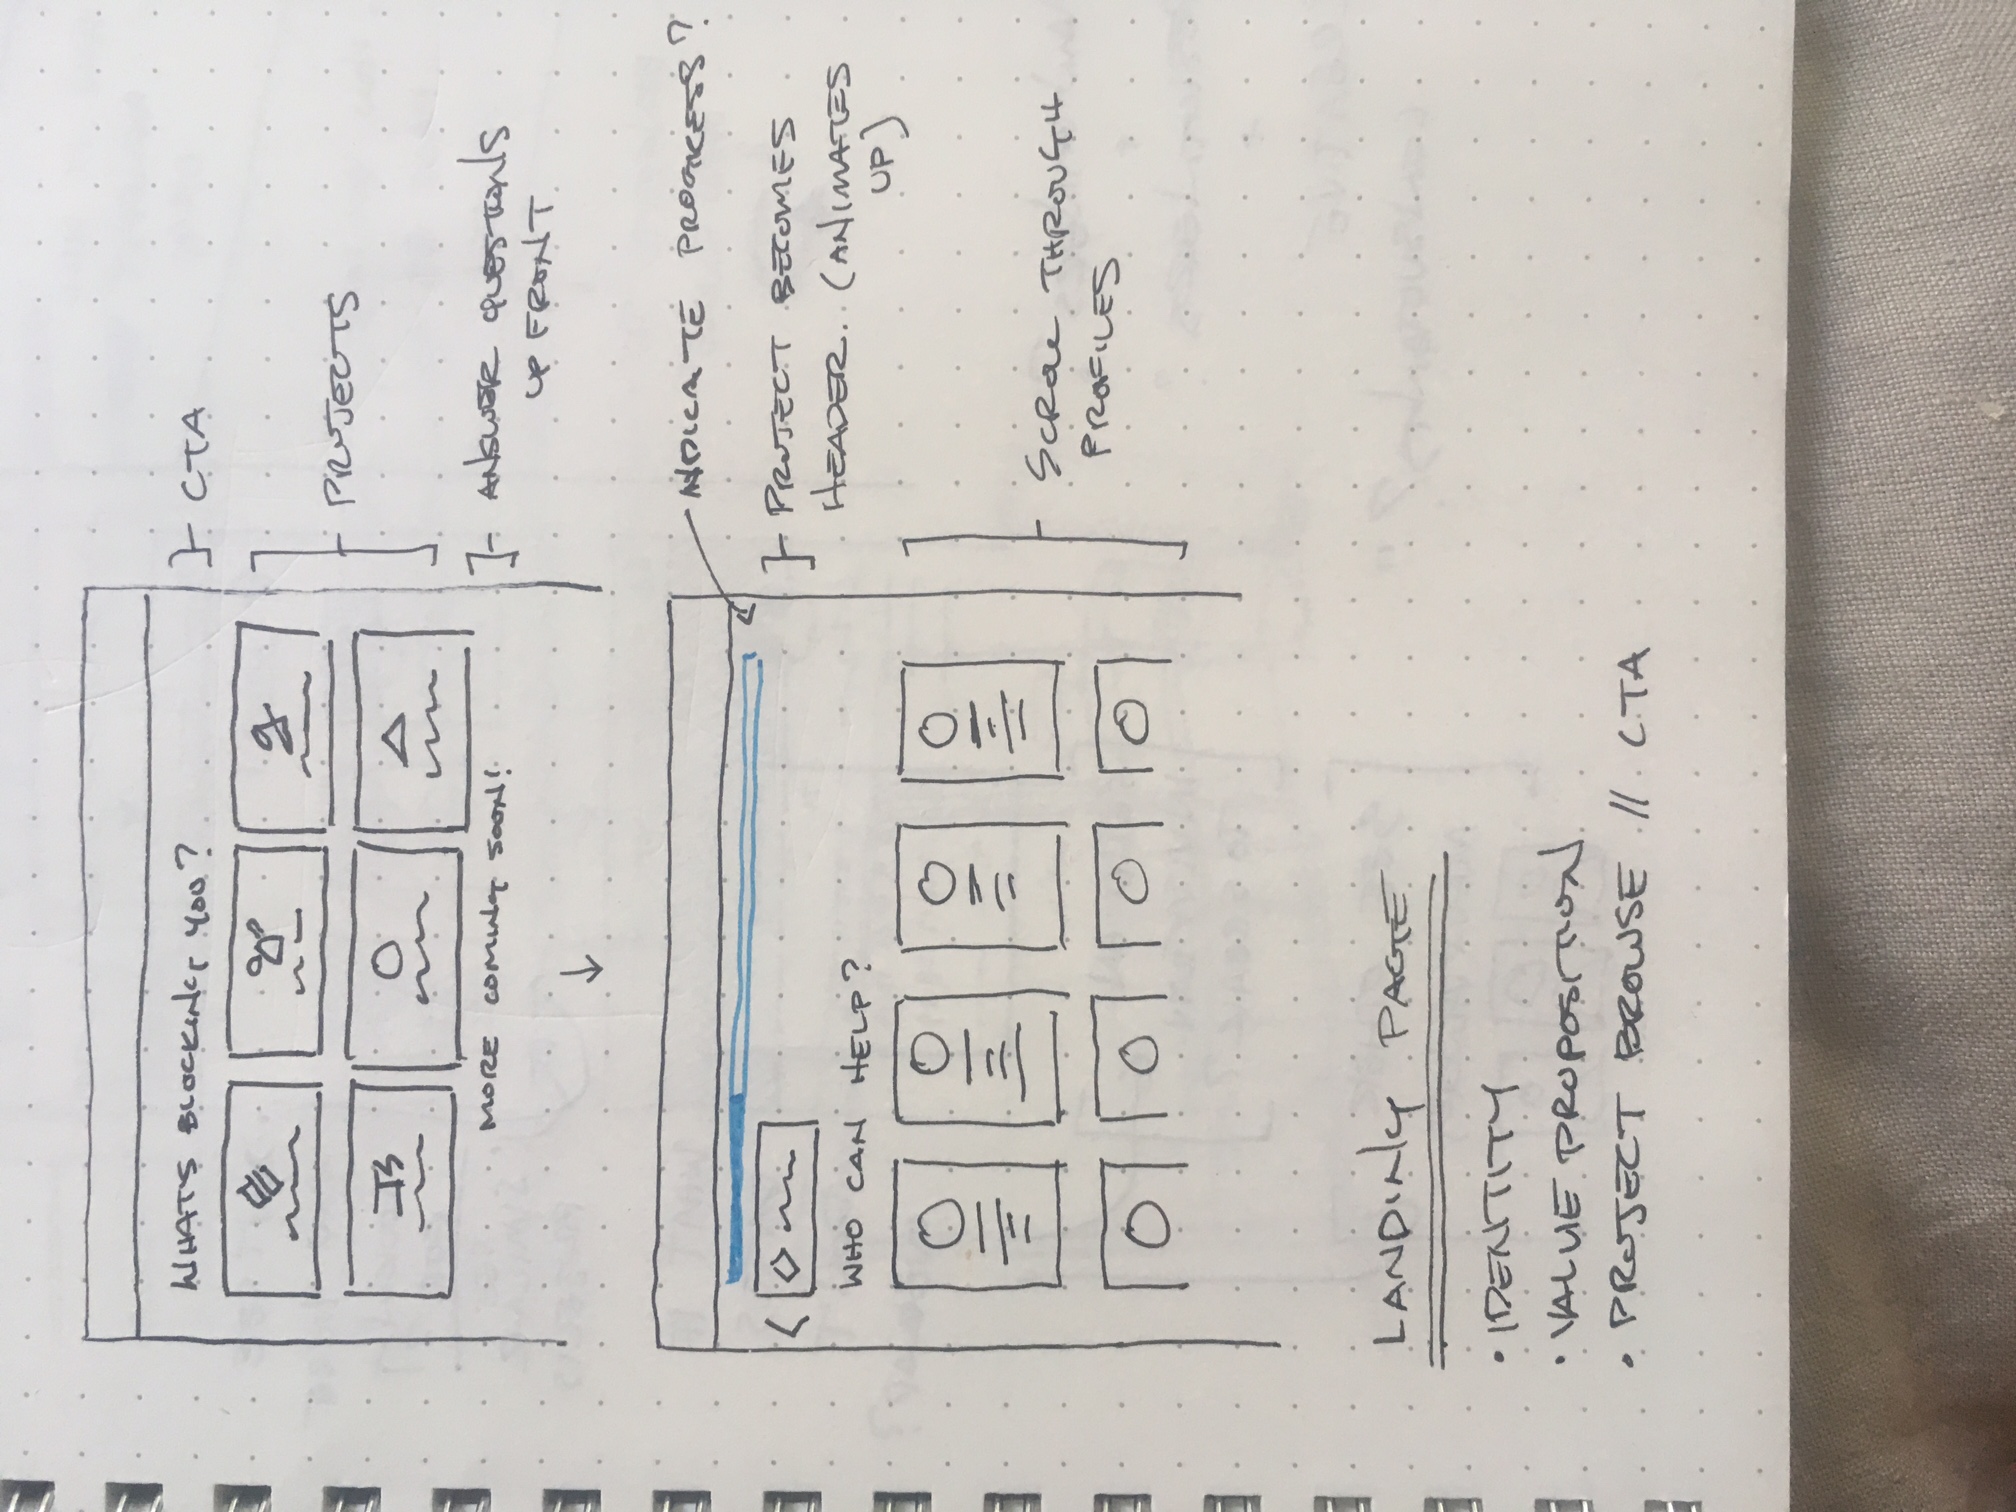 WHAT'S BLOCKING YOU?
CTA
PROJECTS
JS
MORE COMING SOON!
ANSWER QUESTIONS
UP FRONT
INDICATE PROGRESS?
PROJECT BECOMES
HEADER. (ANIMATES
UP)
WHO CAN HELP?
SCROLL THROUGH
PROFILES
LANDING PAGE
• IDENTITY
• VALUE PROPOSITION
• PROJECT BROWSE // CTA